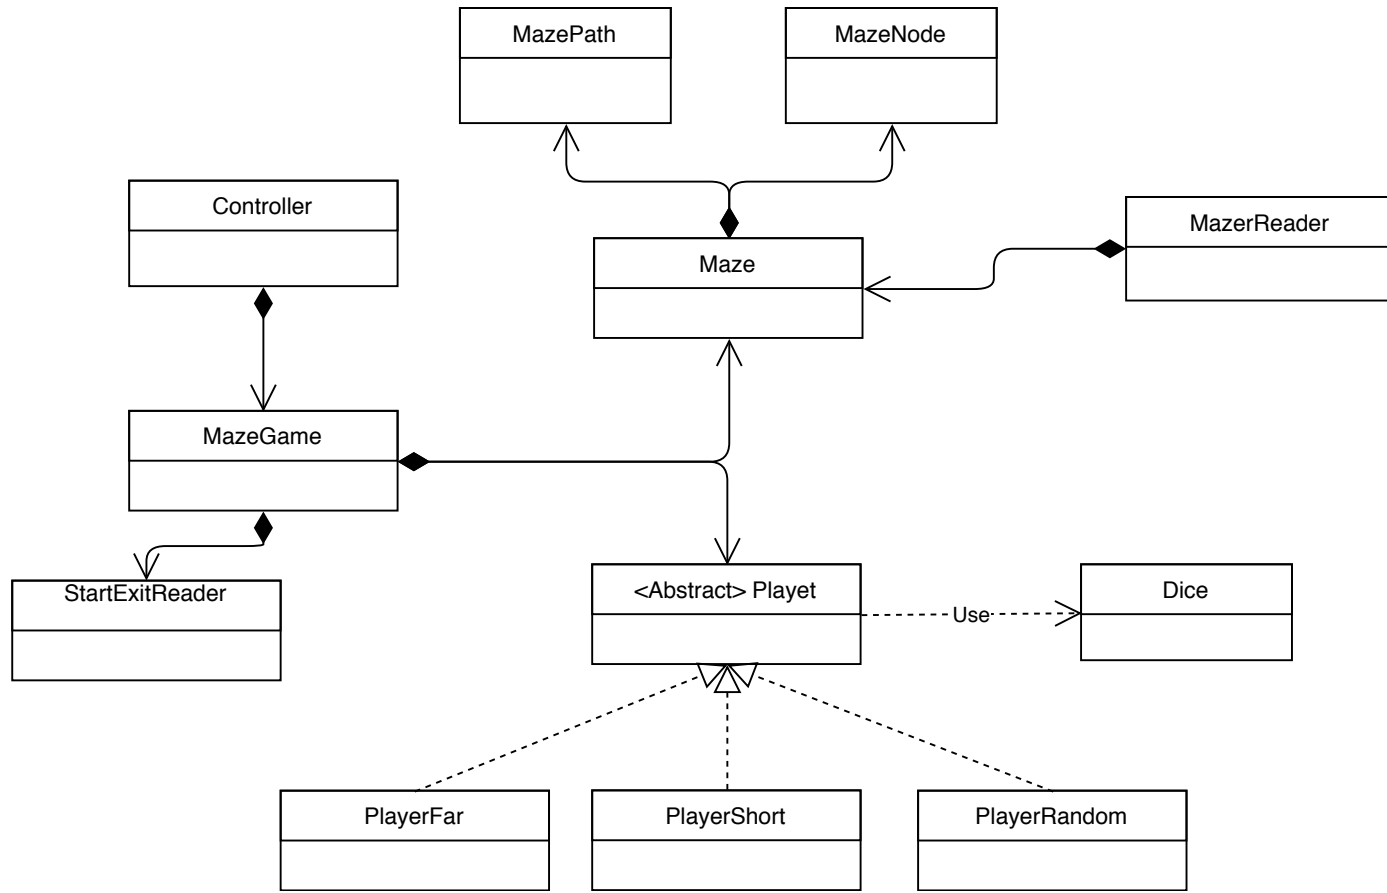 MazePath
MazeNode
Controller
MazerReader
Maze
MazeGame
StartExitReader
<Abstract> Playet
Use
Dice
PlayerFar
PlayerShort
PlayerRandom